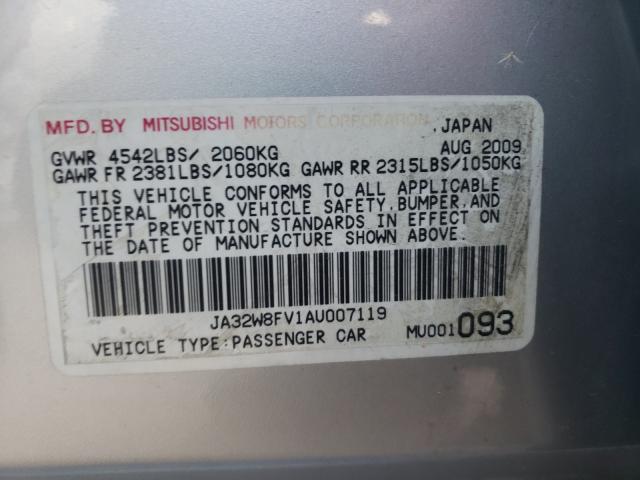 MFD. BY MITSUBISHI MOTORS CORPORATION , JAPAN
GVWR 4542LBS/ 2060KG AUG 2009
GAWR FR 2381LBS/1080KG GAWR RR 2315LBS/1050KG
THIS VEHICLE CONFORMS TO ALL APPLICABLE
FEDERAL MOTOR VEHICLE SAFETY,BUMPER,AND
THEFT PREVENTION STANDARDS IN EFFECT ON
THE DATE OF MANUFACTURE SHOWN ABOVE.
JA32W8FV1AU007119
VEHICLE TYPE:PASSENGER CAR MU001093